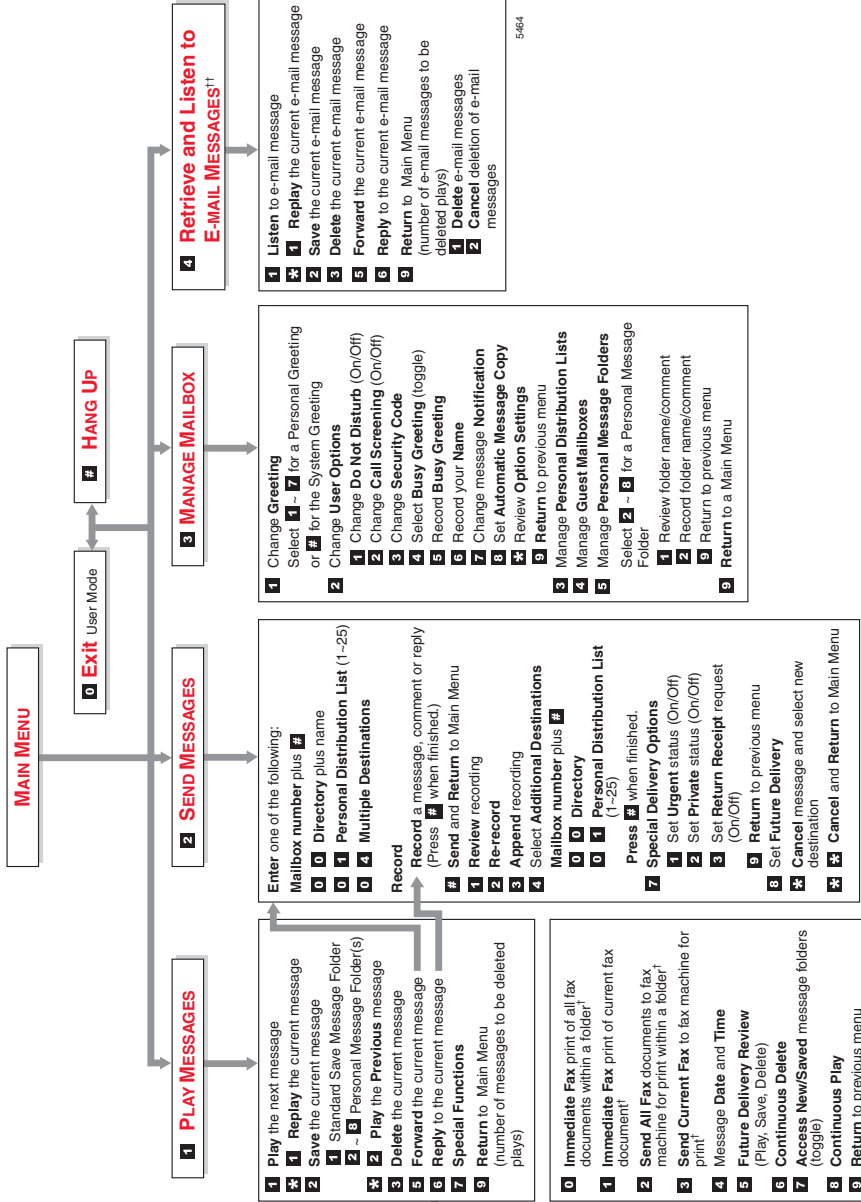 MAIN MENU
0 Exit User Mode
# HANG UP
1 PLAY MESSAGES
2 SEND MESSAGES
3 MANAGE MAILBOX
4 Retrieve and Listen to
E-MAIL MESSAGES††
1 Play the next message
* 1 Replay the current message
2 Save the current message
1 Standard Save Message Folder
2 ~ 8 Personal Message Folder(s)
* 2 Play the Previous message
3 Delete the current message
5 Forward the current message
6 Reply to the current message
7 Special Functions
9 Return to Main Menu
(number of messages to be deleted
plays)
0 Immediate Fax print of all fax
documents within a folder†
1 Immediate Fax print of current fax
document†
2 Send All Fax documents to fax
machine for print within a folder†
3 Send Current Fax to fax machine for
print†
4 Message Date and Time
5 Future Delivery Review
(Play, Save, Delete)
6 Continuous Delete
7 Access New/Saved message folders
(toggle)
8 Continuous Play
9 Return to previous menu
Enter one of the following:
Mailbox number plus #
0 0 Directory plus name
0 1 Personal Distribution List (1~25)
0 4 Multiple Destinations
Record
Record a message, comment or reply
(Press # when finished.)
# Send and Return to Main Menu
1 Review recording
2 Re-record
3 Append recording
4 Select Additional Destinations
Mailbox number plus #
0 0 Directory
0 1 Personal Distribution List
(1~25)
Press # when finished.
7 Special Delivery Options
1 Set Urgent status (On/Off)
2 Set Private status (On/Off)
3 Set Return Receipt request
(On/Off)
9 Return to previous menu
8 Set Future Delivery
* Cancel message and select new
destination
* * Cancel and Return to Main Menu
1 Change Greeting
Select 1 ~ 7 for a Personal Greeting
or # for the System Greeting
2 Change User Options
1 Change Do Not Disturb (On/Off)
2 Change Call Screening (On/Off)
3 Change Security Code
4 Select Busy Greeting (toggle)
5 Record Busy Greeting
6 Record your Name
7 Change message Notification
8 Set Automatic Message Copy
* Review Option Settings
9 Return to previous menu
3 Manage Personal Distribution Lists
4 Manage Guest Mailboxes
5 Manage Personal Message Folders
Select 2 ~ 8 for a Personal Message
Folder
1 Review folder name/comment
2 Record folder name/comment
9 Return to previous menu
9 Return to a Main Menu
1 Listen to e-mail message
* 1 Replay the current e-mail message
2 Save the current e-mail message
3 Delete the current e-mail message
5 Forward the current e-mail message
6 Reply to the current e-mail message
9 Return to Main Menu
(number of e-mail messages to be
deleted plays)
1 Delete e-mail messages
2 Cancel deletion of e-mail
messages
5464